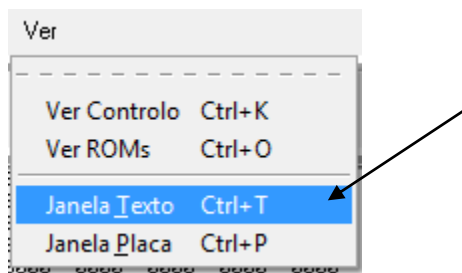 Ver
Ver Controlo Ctrl+K
Ver ROMs Ctrl+O
Janela Texto Ctrl+T
Janela Placa Ctrl+P